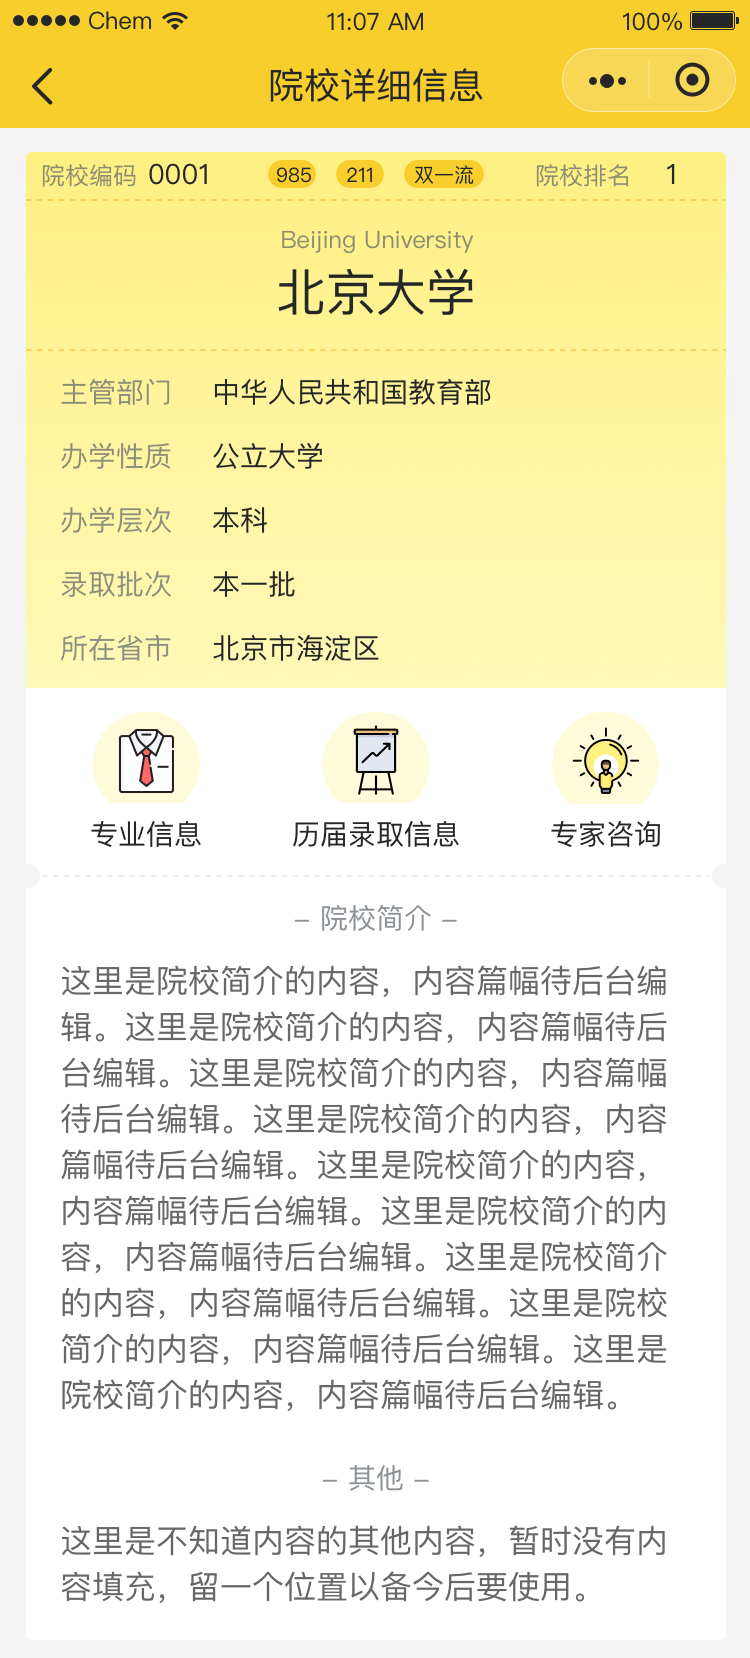 Chem 11:07 AM 100%
院校详细信息
院校编码 0001 985 211 双一流 院校排名 1
Beijing University
北京大学
主管部门 中华人民共和国教育部
办学性质 公立大学
办学层次 本科
录取批次 本一批
所在省市 北京市海淀区
专业信息 历届录取信息 专家咨询
– 院校简介 –
这里是院校简介的内容，内容篇幅待后台编
辑。这里是院校简介的内容，内容篇幅待后
台编辑。这里是院校简介的内容，内容篇幅
待后台编辑。这里是院校简介的内容，内容
篇幅待后台编辑。这里是院校简介的内容，
内容篇幅待后台编辑。这里是院校简介的内
容，内容篇幅待后台编辑。这里是院校简介
的内容，内容篇幅待后台编辑。这里是院校
简介的内容，内容篇幅待后台编辑。这里是
院校简介的内容，内容篇幅待后台编辑。
– 其他 –
这里是不知道内容的其他内容，暂时没有内
容填充，留一个位置以备今后要使用。